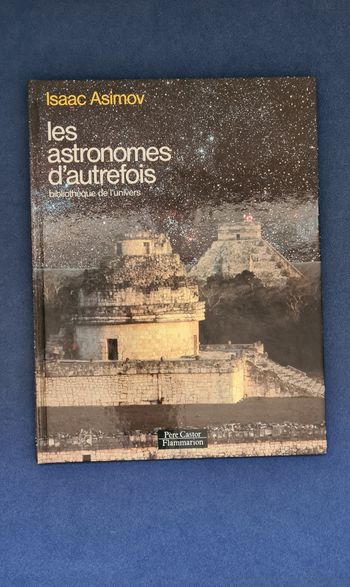 Isaac Asimov
les
astronomes
d'autrefois
bibliothèque de l'univers
Père Castor
Flammarion